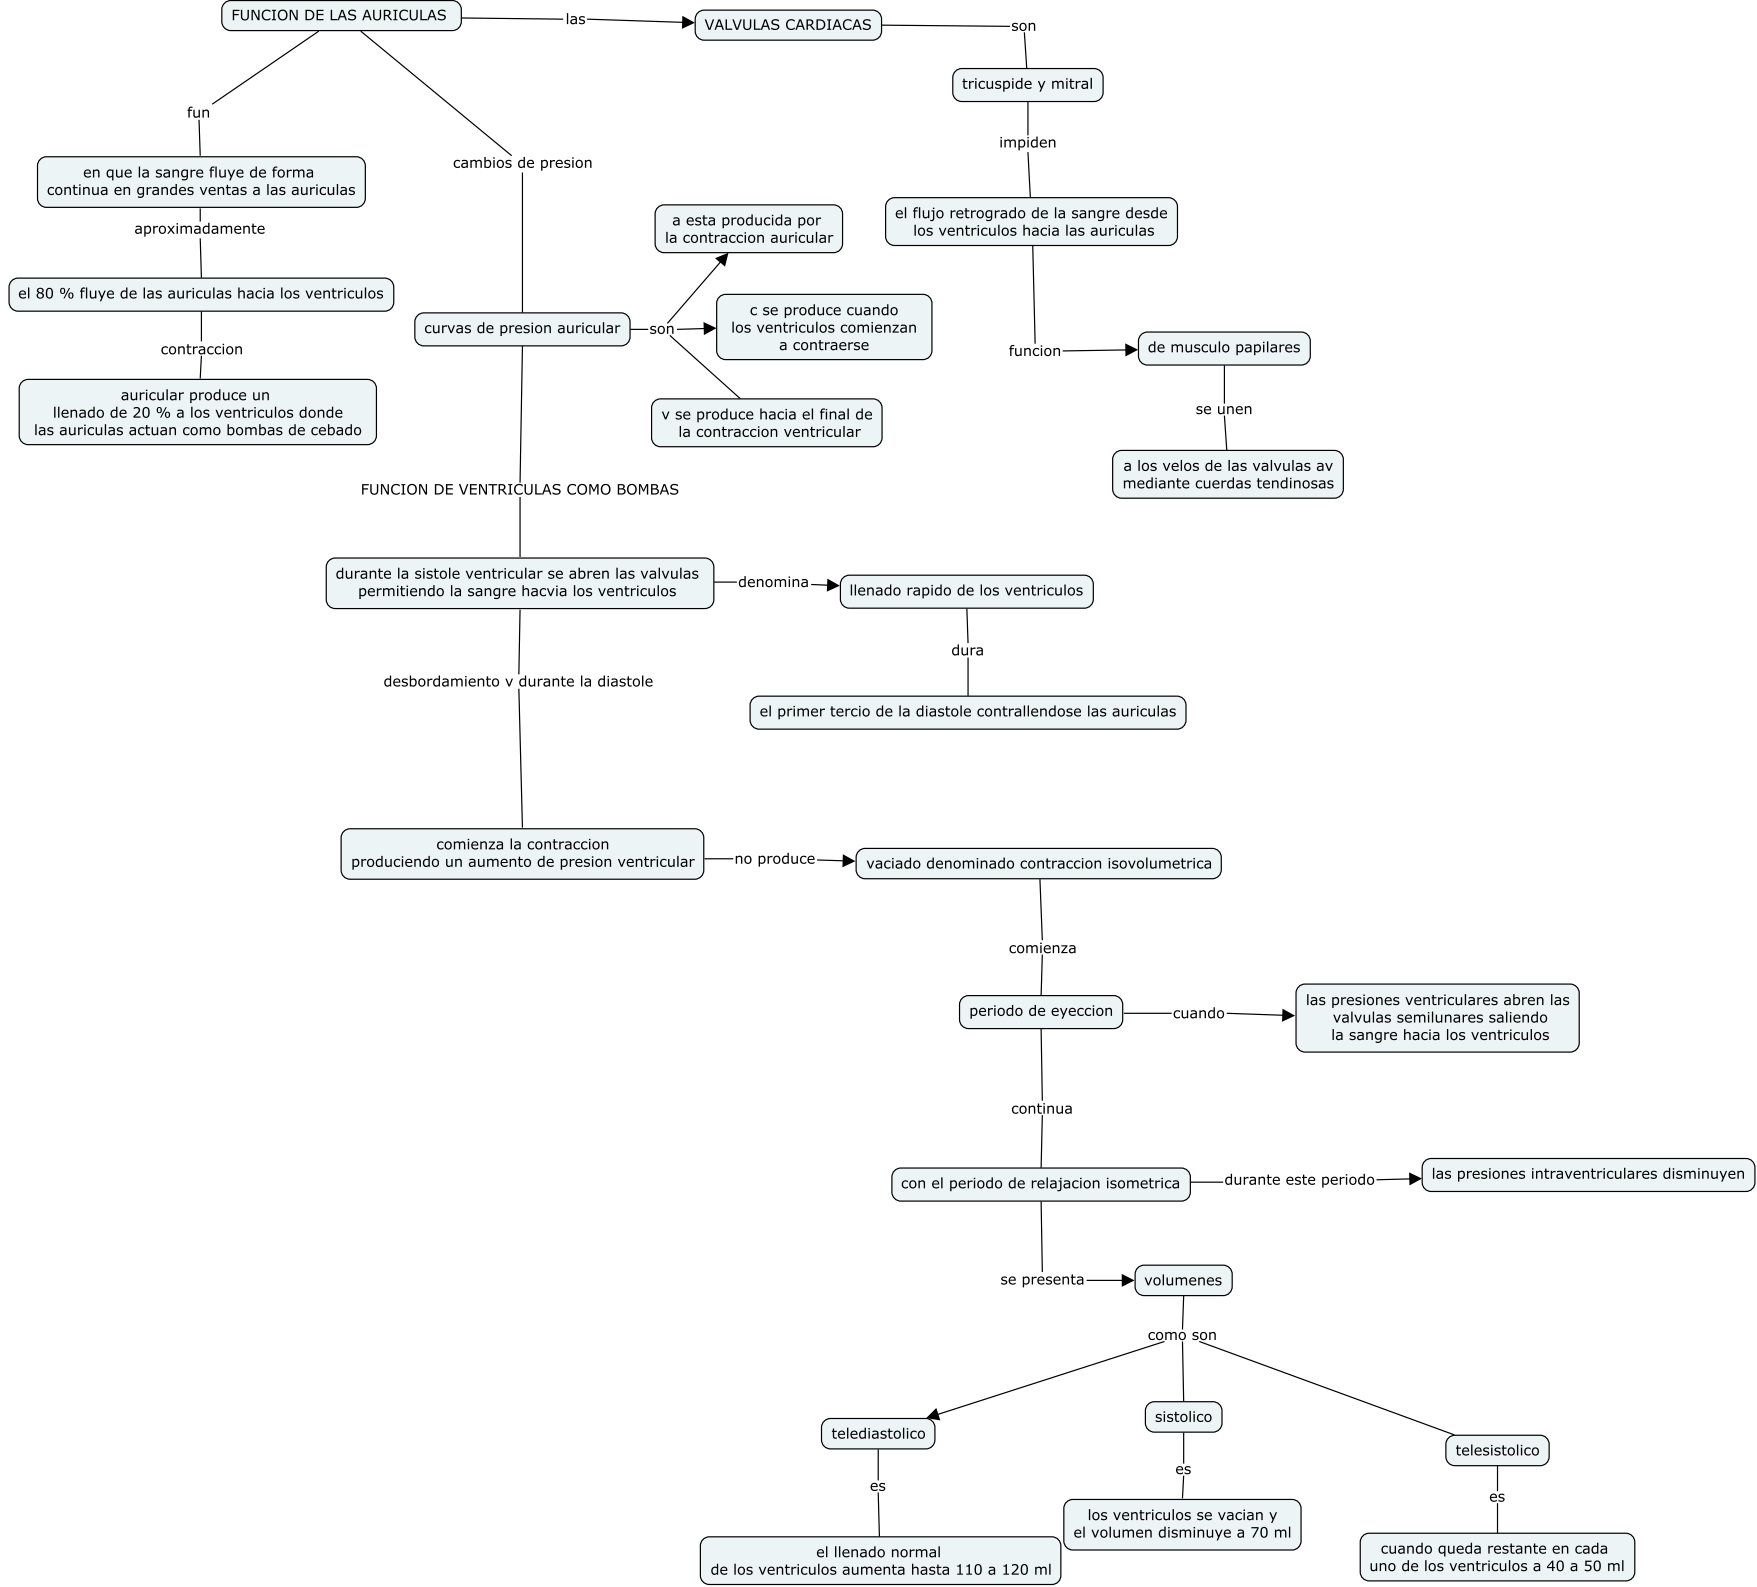 FUNCION DE LAS AURICULAS
las
VALVULAS CARDIACAS
son
tricuspide y mitral
fun
impiden
cambios de presion
en que la sangre fluye de forma
continua en grandes ventas a las auriculas
aproximadamente
a esta producida por
la contraccion auricular
el flujo retrogrado de la sangre desde
los ventriculos hacia las auriculas
el 80 % fluye de las auriculas hacia los ventriculos
curvas de presion auricular
son
c se produce cuando
los ventriculos comienzan
a contraerse
contraccion
funcion
de musculo papilares
auricular produce un
llenado de 20 % a los ventriculos donde
las auriculas actuan como bombas de cebado
v se produce hacia el final de
la contraccion ventricular
se unen
a los velos de las valvulas av
mediante cuerdas tendinosas
FUNCION DE VENTRICULAS COMO BOMBAS
durante la sistole ventricular se abren las valvulas
permitiendo la sangre hacvia los ventriculos
denomina
llenado rapido de los ventriculos
dura
desbordamiento v durante la diastole
el primer tercio de la diastole contrallendose las auriculas
comienza la contraccion
produciendo un aumento de presion ventricular
no produce
vaciado denominado contraccion isovolumetrica
comienza
periodo de eyeccion
cuando
las presiones ventriculares abren las
valvulas semilunares saliendo
la sangre hacia los ventriculos
continua
con el periodo de relajacion isometrica
durante este periodo
las presiones intraventriculares disminuyen
se presenta
volumenes
como son
telediastolico
sistolico
telesistolico
es
es
es
el llenado normal
de los ventriculos aumenta hasta 110 a 120 ml
los ventriculos se vacian y
el volumen disminuye a 70 ml
cuando queda restante en cada
uno de los ventriculos a 40 a 50 ml